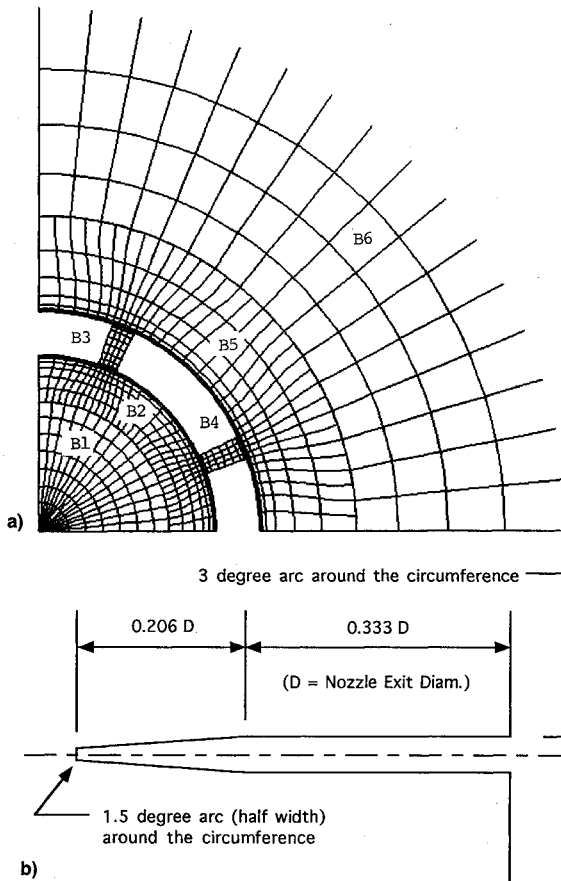 B6
B3
B5
B2
B4
B1
a)
3 degree arc around the circumference
0.206 D
0.333 D
(D = Nozzle Exit Diam.)
1.5 degree arc (half width)
around the circumference
b)